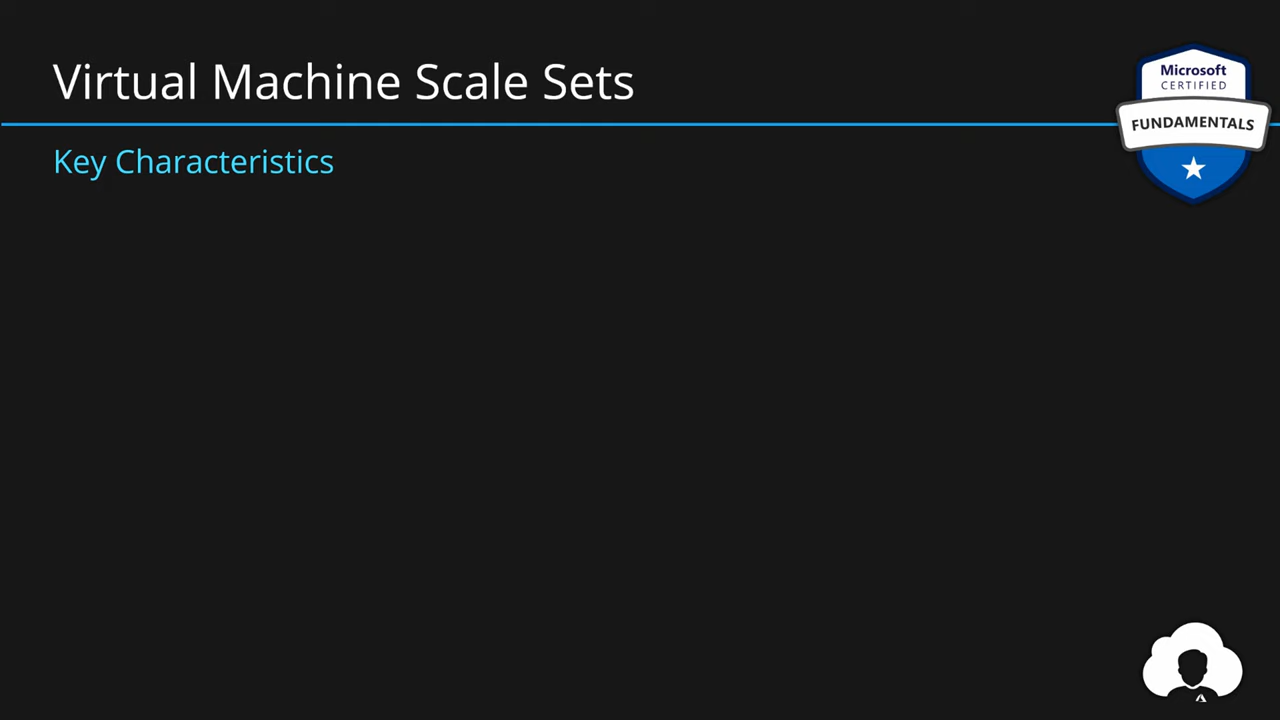 Virtual Machine Scale Sets
Microsoft
CERTIFIED
FUNDAMENTALS
Key Characteristics